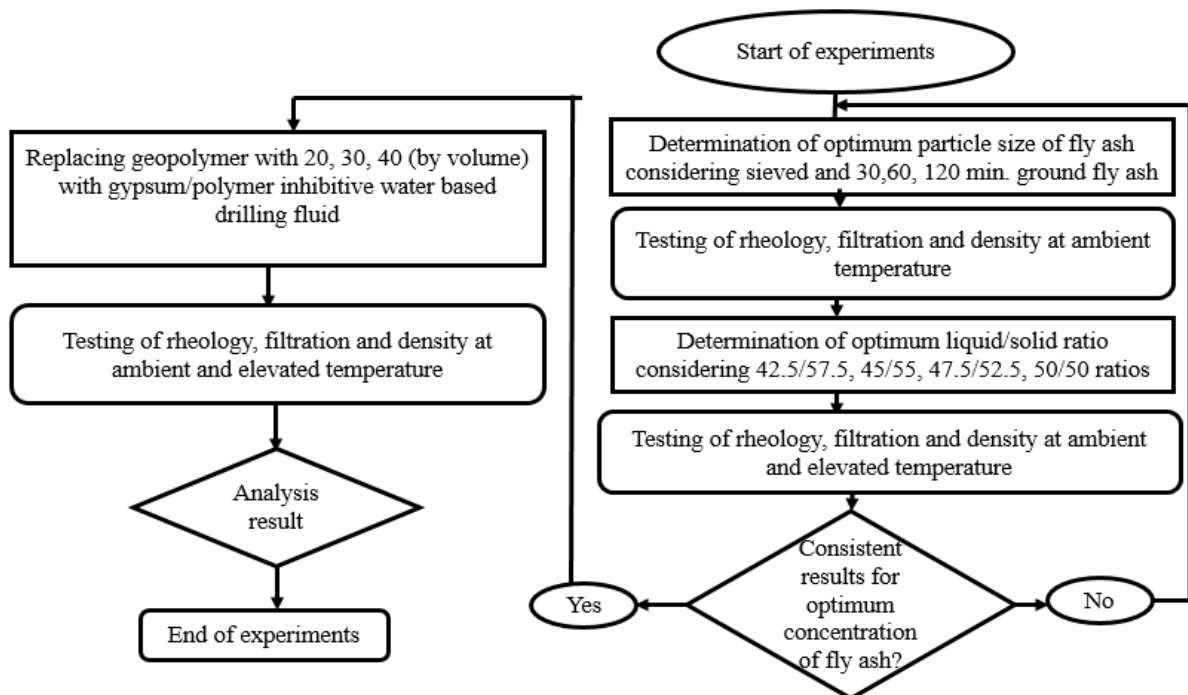 Start of experiments
Determination of optimum particle size of fly ash
considering sieved and 30,60, 120 min. ground fly ash
Testing of rheology, filtration and density at ambient
temperature
Determination of optimum liquid/solid ratio
considering 42.5/57.5, 45/55, 47.5/52.5, 50/50 ratios
Testing of rheology, filtration and density at ambient
and elevated temperature
Consistent
results for
optimum
concentration
of fly ash?
No
Yes
Replacing geopolymer with 20, 30, 40 (by volume)
with gypsum/polymer inhibitive water based
drilling fluid
Testing of rheology, filtration and density at
ambient and elevated temperature
Analysis
result
End of experiments